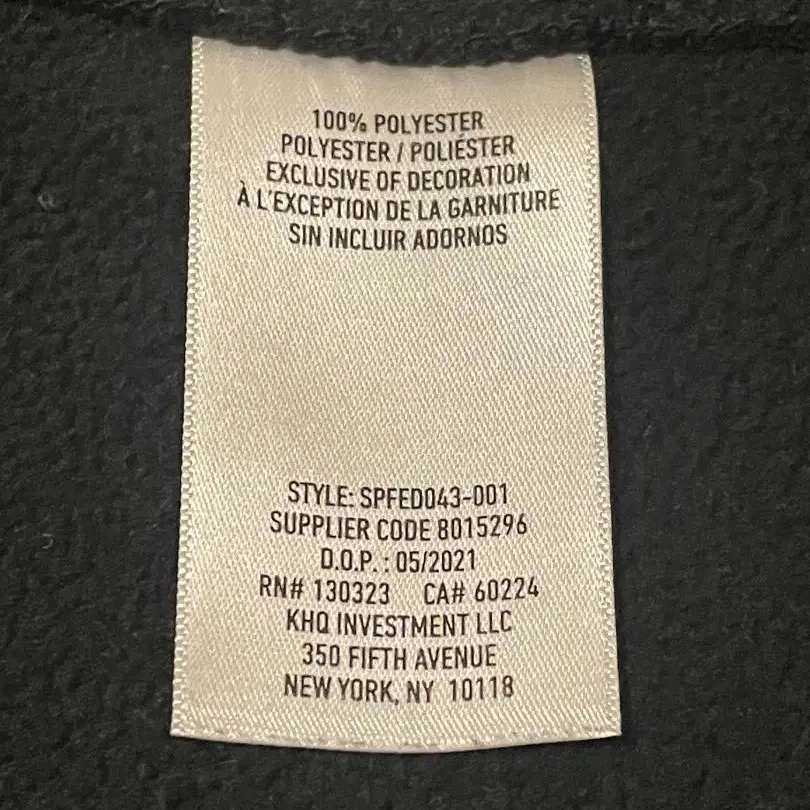 100% POLYESTER
POLYESTER / POLIÉSTER
EXCLUSIVE OF DECORATION
À L'EXCEPTION DE LA GARNITURE
SIN INCLUIR ADORNOS
STYLE: SPFED043-001
SUPPLIER CODE 8015296
D.O.P. : 05/2021
RN# 130323 CA# 60224
KHQ INVESTMENT LLC
350 FIFTH AVENUE
NEW YORK, NY 10118